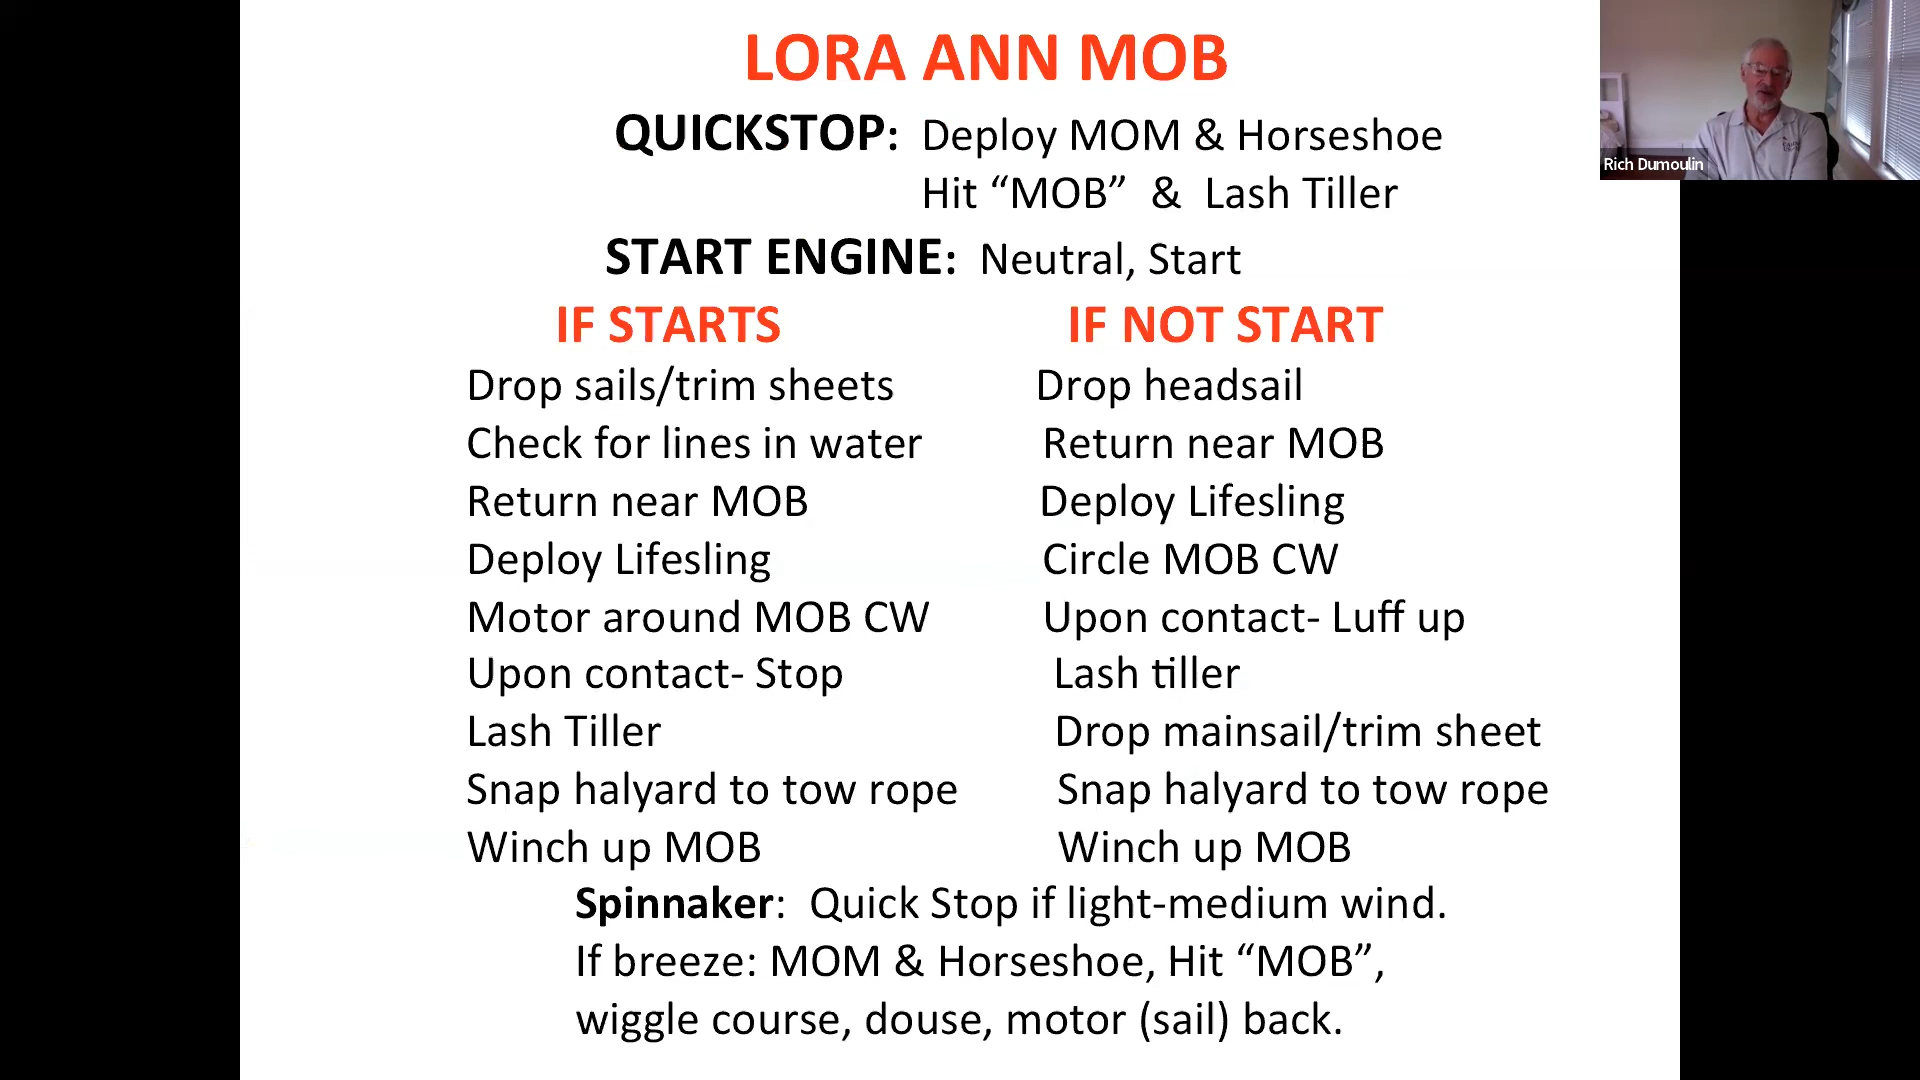 LORA ANN MOB
QUICKSTOP: Deploy MOM & Horseshoe
Hit “MOB” & Lash Tiller
START ENGINE: Neutral, Start
IF STARTS
Drop sails/trim sheets
Check for lines in water
Return near MOB
Deploy Lifesling
Motor around MOB CW
Upon contact- Stop
Lash Tiller
Snap halyard to tow rope
Winch up MOB
IF NOT START
Drop headsail
Return near MOB
Deploy Lifesling
Circle MOB CW
Upon contact- Luff up
Lash tiller
Drop mainsail/trim sheet
Snap halyard to tow rope
Winch up MOB
Spinnaker: Quick Stop if light-medium wind.
If breeze: MOM & Horseshoe, Hit “MOB”,
wiggle course, douse, motor (sail) back.
Rich Dumoulin